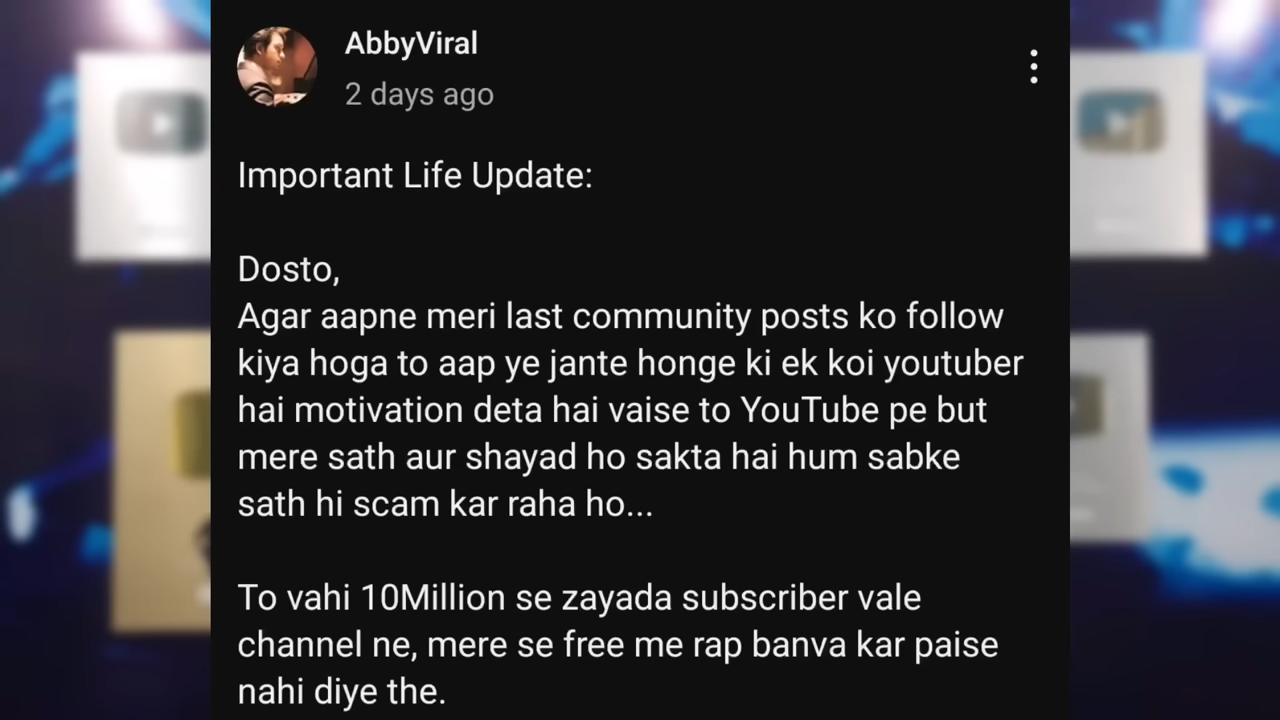 AbbyViral
2 days ago
Important Life Update:
Dosto,
Agar aapne meri last community posts ko follow
kiya hoga to aap ye jante honge ki ek koi youtuber
hai motivation deta hai vaise to YouTube pe but
mere sath aur shayad ho sakta hai hum sabke
sath hi scam kar raha ho...
To vahi 10Million se zayada subscriber vale
channel ne, mere se free me rap banva kar paise
nahi diye the.